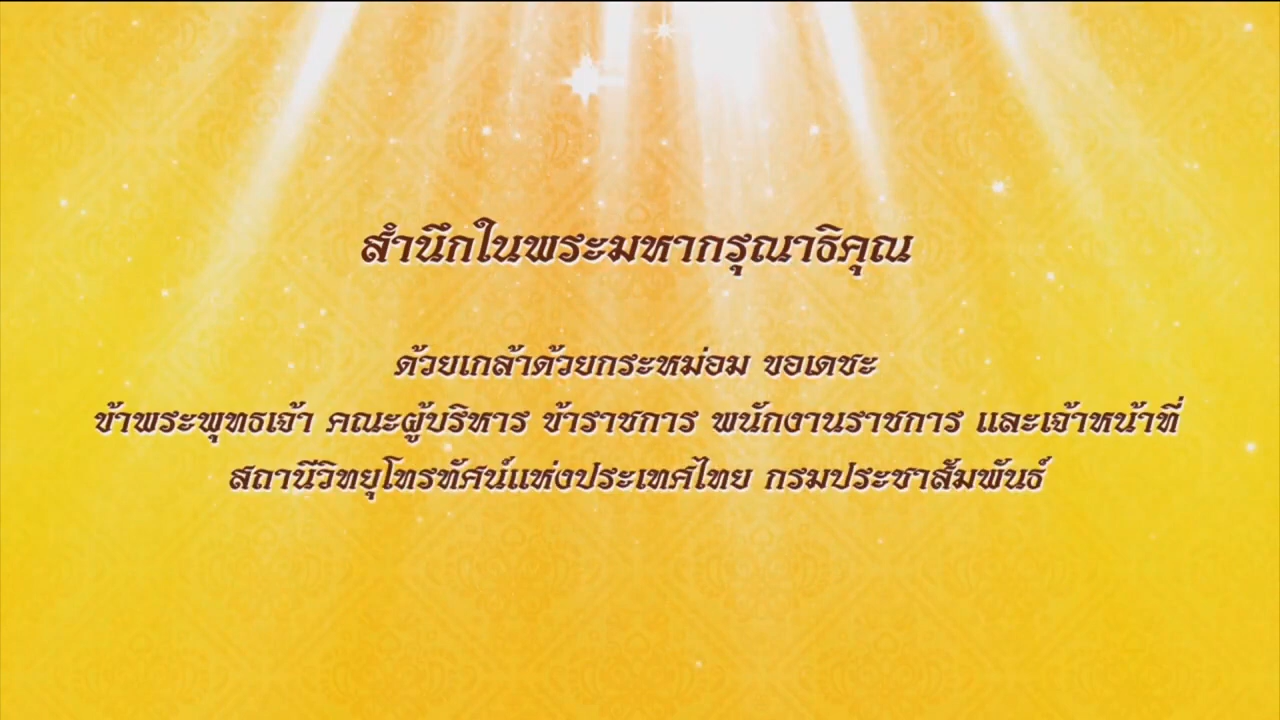 สำนึกในพระมหากรุณาธิคุณ
ด้วยเกล้าด้วยกระหม่อม ขอเดชะ
ข้าพระพุทธเจ้า คณะผู้บริหาร ข้าราชการ พนักงานราชการ และเจ้าหน้าที่
สถานีวิทยุโทรทัศน์แห่งประเทศไทย กรมประชาสัมพันธ์